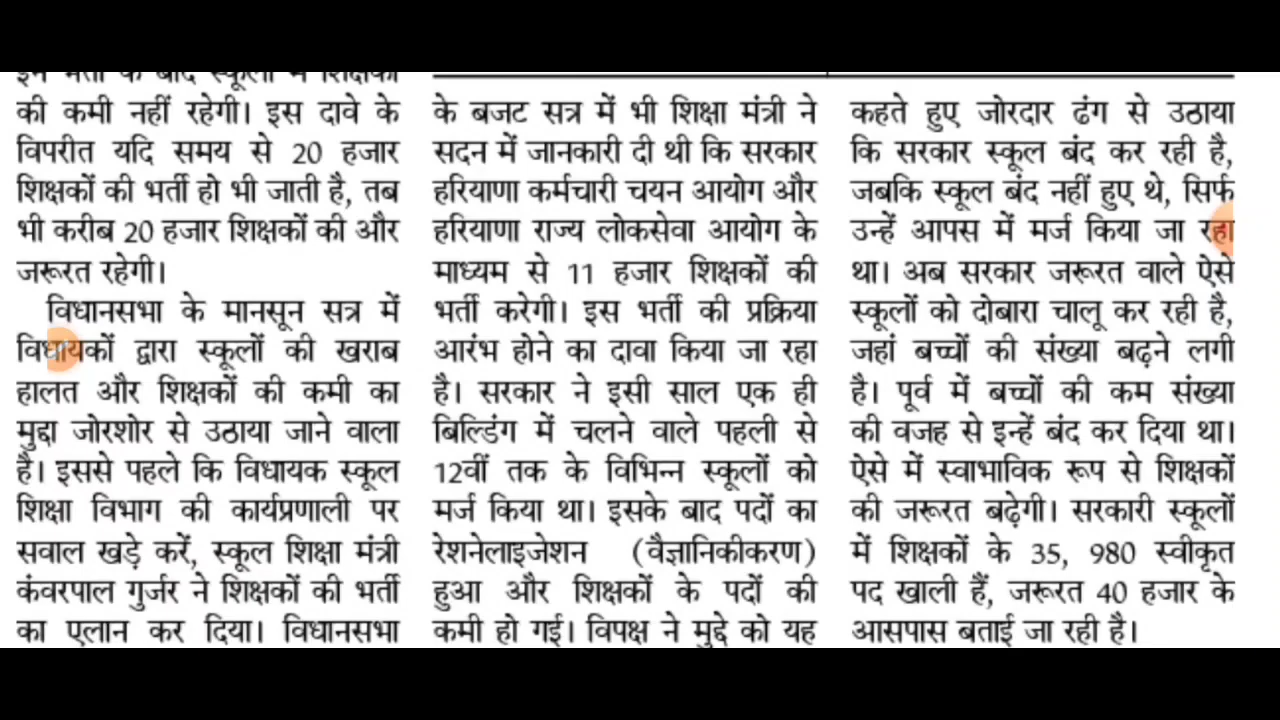 इन भर्ती के बाद स्कूलों में शिक्षकों
की कमी नहीं रहेगी। इस दावे के
विपरीत यदि समय से 20 हजार
शिक्षकों की भर्ती हो भी जाती है, तब
भी करीब 20 हजार शिक्षकों की और
जरूरत रहेगी।
विधानसभा के मानसून सत्र में
विधायकों द्वारा स्कूलों की खराब
हालत और शिक्षकों की कमी का
मुद्दा जोरशोर से उठाया जाने वाला
है। इससे पहले कि विधायक स्कूल
शिक्षा विभाग की कार्यप्रणाली पर
सवाल खड़े करें, स्कूल शिक्षा मंत्री
कंवरपाल गुर्जर ने शिक्षकों की भर्ती
का एलान कर दिया। विधानसभा
के बजट सत्र में भी शिक्षा मंत्री ने
सदन में जानकारी दी थी कि सरकार
हरियाणा कर्मचारी चयन आयोग और
हरियाणा राज्य लोकसेवा आयोग के
माध्यम से 11 हजार शिक्षकों की
भर्ती करेगी। इस भर्ती की प्रक्रिया
आरंभ होने का दावा किया जा रहा
है। सरकार ने इसी साल एक ही
बिल्डिंग में चलने वाले पहली से
12वीं तक के विभिन्न स्कूलों को
मर्ज किया था। इसके बाद पदों का
रेशनेलाइजेशन (वैज्ञानिकीकरण)
हुआ और शिक्षकों के पदों की
कमी हो गई। विपक्ष ने मुद्दे को यह
कहते हुए जोरदार ढंग से उठाया
कि सरकार स्कूल बंद कर रही है,
जबकि स्कूल बंद नहीं हुए थे, सिर्फ
उन्हें आपस में मर्ज किया जा रहा
था। अब सरकार जरूरत वाले ऐसे
स्कूलों को दोबारा चालू कर रही है,
जहां बच्चों की संख्या बढ़ने लगी
है। पूर्व में बच्चों की कम संख्या
की वजह से इन्हें बंद कर दिया था।
ऐसे में स्वाभाविक रूप से शिक्षकों
की जरूरत बढ़ेगी। सरकारी स्कूलों
में शिक्षकों के 35, 980 स्वीकृत
पद खाली हैं, जरूरत 40 हजार के
आसपास बताई जा रही है।